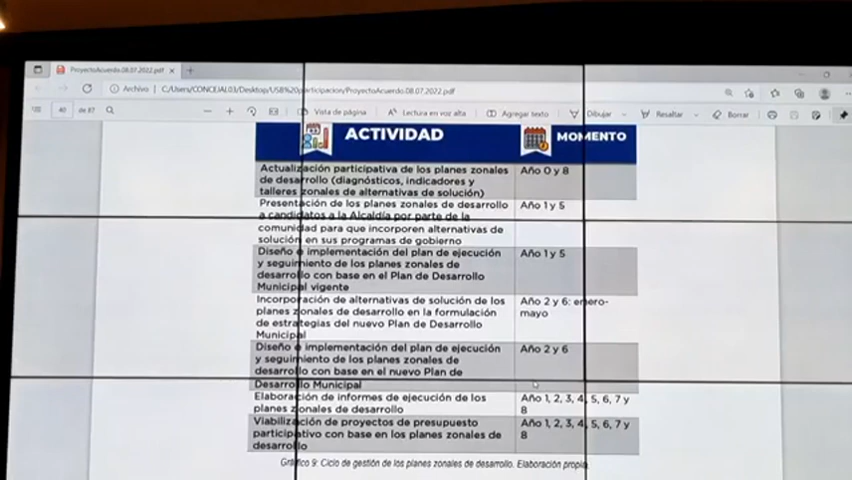 ProyectoAcuerdo.08.07.2022.pdf
Archivo C:/Users/CONCEJAL03/Desktop/USB%20participacion/ProyectoAcuerdo.08.07.2022.pdf
40 de 87 Vista de página Lectura en voz alta Agregar texto Dibujar Resaltar Borrar
ACTIVIDAD MOMENTO
Actualización participativa de los planes zonales Año 0 y 8
de desarrollo (diagnósticos, indicadores y
talleres zonales de alternativas de solución)
Presentación de los planes zonales de desarrollo Año 1 y 5
a candidatos a la Alcaldía por parte de la
comunidad para que incorporen alternativas de
solución en sus programas de gobierno
Diseño e implementación del plan de ejecución Año 1 y 5
y seguimiento de los planes zonales de
desarrollo con base en el Plan de Desarrollo
Municipal vigente
Incorporación de alternativas de solución de los Año 2 y 6: enero-
planes zonales de desarrollo en la formulación mayo
de estrategias del nuevo Plan de Desarrollo
Municipal
Diseño e implementación del plan de ejecución Año 2 y 6
y seguimiento de los planes zonales de
desarrollo con base en el nuevo Plan de
Desarrollo Municipal
Elaboración de informes de ejecución de los Año 1, 2, 3, 4, 5, 6, 7 y
planes zonales de desarrollo 8
Viabilización de proyectos de presupuesto Año 1, 2, 3, 4, 5, 6, 7 y
participativo con base en los planes zonales de 8
desarrollo
Gráfico 9: Ciclo de gestión de los planes zonales de desarrollo. Elaboración propia.